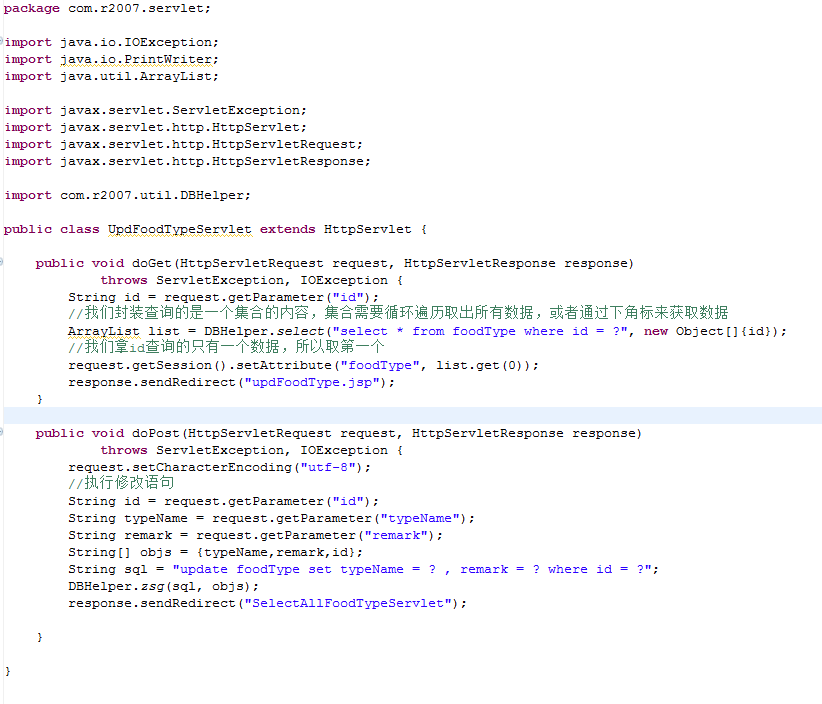 package com.r2007.servlet;
import java.io.IOException;
import java.io.PrintWriter;
import java.util.ArrayList;
import javax.servlet.ServletException;
import javax.servlet.http.HttpServlet;
import javax.servlet.http.HttpServletRequest;
import javax.servlet.http.HttpServletResponse;
import com.r2007.util.DBHelper;
public class UpdFoodTypeServlet extends HttpServlet {
public void doGet(HttpServletRequest request, HttpServletResponse response)
throws ServletException, IOException {
String id = request.getParameter("id");
//我们封装查询的是一个集合的内容，集合需要循环遍历取出所有数据，或者通过下角标来获取数据
ArrayList list = DBHelper.select("select * from foodType where id = ?", new Object[]{id});
//我们拿id查询的只有一个数据，所以取第一个
request.getSession().setAttribute("foodType", list.get(0));
response.sendRedirect("updFoodType.jsp");
}
public void doPost(HttpServletRequest request, HttpServletResponse response)
throws ServletException, IOException {
request.setCharacterEncoding("utf-8");
//执行修改语句
String id = request.getParameter("id");
String typeName = request.getParameter("typeName");
String remark = request.getParameter("remark");
String[] objs = {typeName,remark,id};
String sql = "update foodType set typeName = ? , remark = ? where id = ?";
DBHelper.zsg(sql, objs);
response.sendRedirect("SelectAllFoodTypeServlet");
}
}